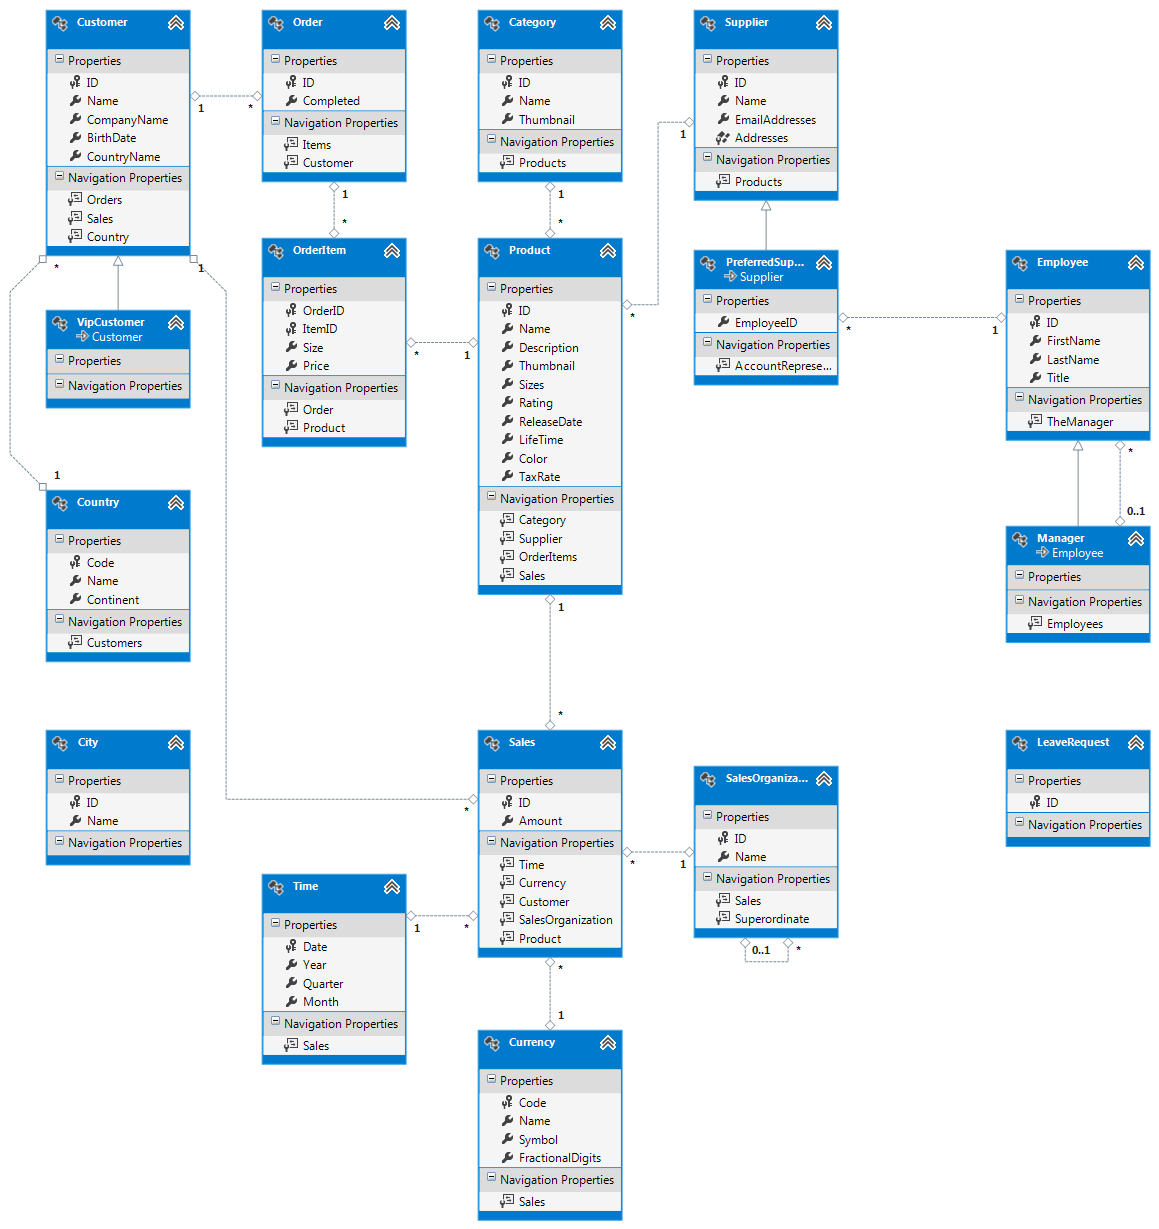 Customer
Properties
ID
Name
CompanyName
BirthDate
CountryName
Navigation Properties
Orders
Sales
Country
1
*
Order
Properties
ID
Completed
Navigation Properties
Items
Customer
Category
Properties
ID
Name
Thumbnail
Navigation Properties
Products
Supplier
Properties
ID
Name
EmailAddresses
Addresses
Navigation Properties
Products
1
*
1
*
1
*
1
*
1
VipCustomer
Customer
Properties
Navigation Properties
OrderItem
Properties
OrderID
ItemID
Size
Price
Navigation Properties
Order
Product
*
1
Product
Properties
ID
Name
Description
Thumbnail
Sizes
Rating
ReleaseDate
LifeTime
Color
TaxRate
Navigation Properties
Category
Supplier
OrderItems
Sales
*
PreferredSup...
Supplier
Properties
EmployeeID
Navigation Properties
AccountReprese...
*
1
Employee
Properties
ID
FirstName
LastName
Title
Navigation Properties
TheManager
*
0..1
Manager
Employee
Properties
Navigation Properties
Employees
1
Country
Properties
Code
Name
Continent
Navigation Properties
Customers
1
*
City
Properties
ID
Name
Navigation Properties
Sales
Properties
ID
Amount
Navigation Properties
Time
Currency
Customer
SalesOrganization
Product
*
*
1
SalesOrganiza...
Properties
ID
Name
Navigation Properties
Sales
Superordinate
0..1
*
LeaveRequest
Properties
ID
Navigation Properties
Time
Properties
Date
Year
Quarter
Month
Navigation Properties
Sales
1
*
*
1
Currency
Properties
Code
Name
Symbol
FractionalDigits
Navigation Properties
Sales